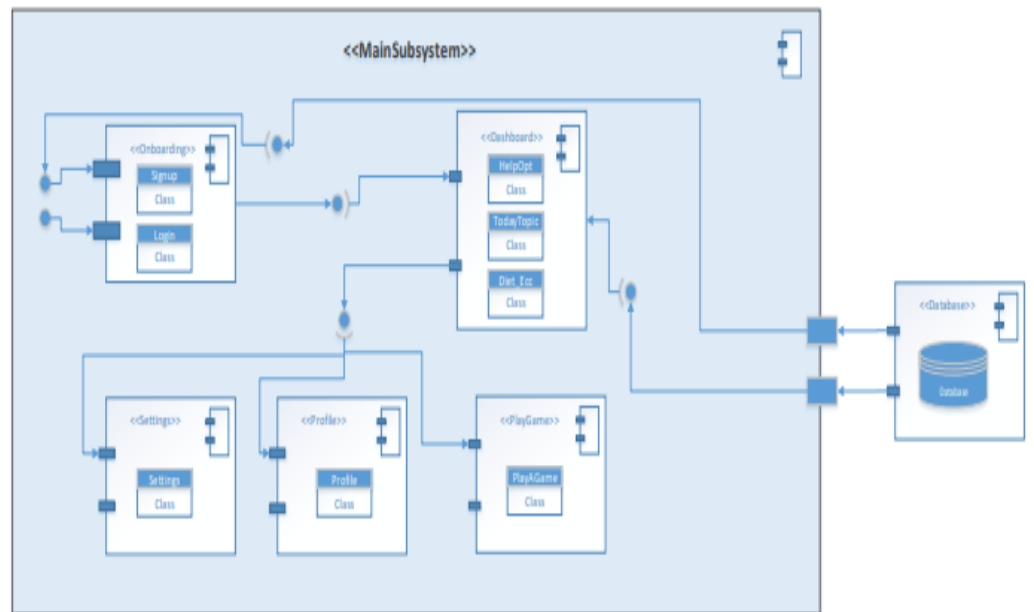 <<MainSubsystem>>
<<Onboarding>>
Signup
Class
Login
Class
<<Dashboard>>
HelpOpt
Class
TodayTopic
Class
Diet_Ecc
Class
<<Database>>
Database
<<Settings>>
Settings
Class
<<Profile>>
Profile
Class
<<PlayGame>>
PlayAGame
Class